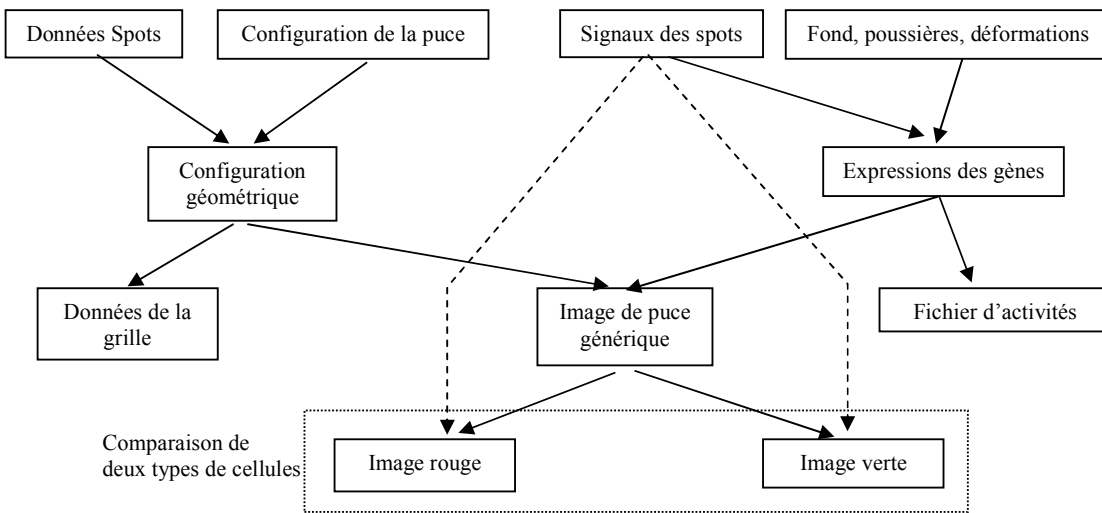 Données Spots
Configuration de la puce
Signaux des spots
Fond, poussières, déformations
Configuration
géométrique
Expressions des gènes
Données de la
grille
Image de puce
générique
Fichier d’activités
Comparaison de
deux types de cellules
Image rouge
Image verte